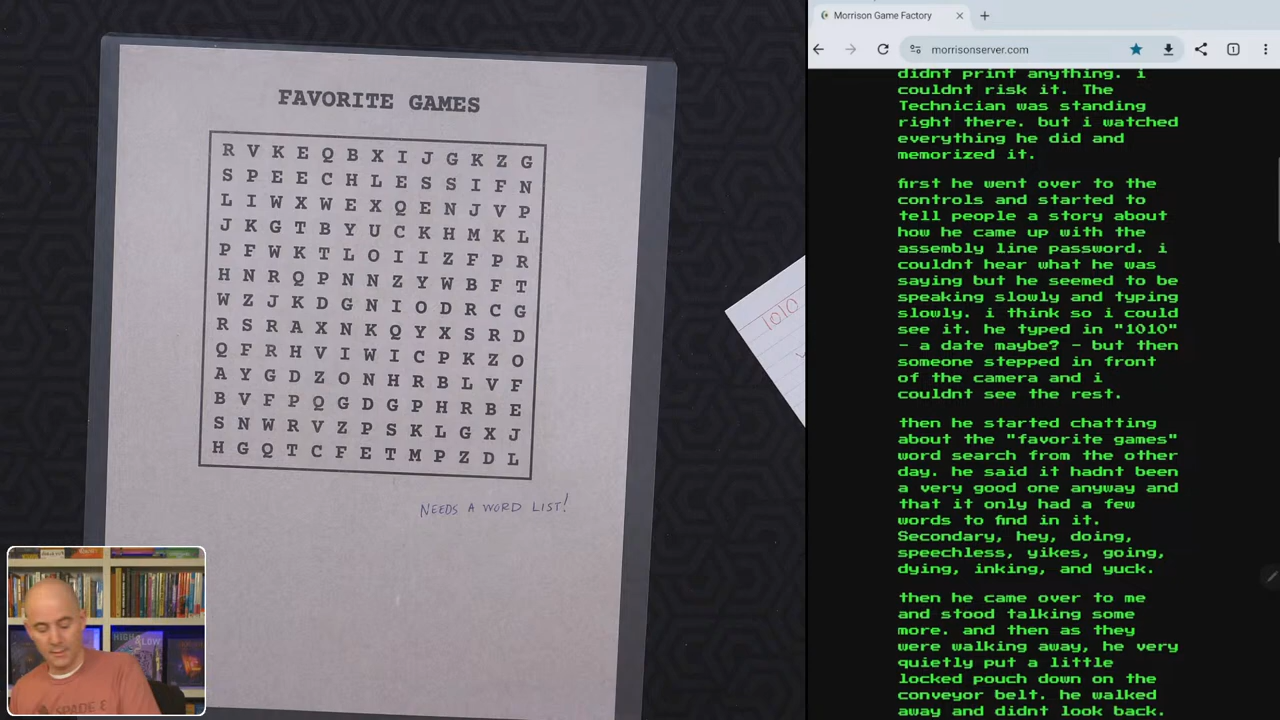 Morrison Game Factory
morrisonserver.com
1
FAVORITE GAMES
R V K E Q B X I J G K Z G
S P E E C H L E S S I F N
L I W X W E X Q E N J V P
J K G T B Y U C K H M K L
P F W K T L O I I Z F P R
H N R Q P N N Z Y W B F T
W Z J K D G N I O D R C G
R S R A X N K Q Y X S R D
Q F R H V I W I C P K Z O
A Y G D Z O N H R B L V F
B V F P Q G D G P H R B E
S N W R V Z P S K L G X J
H G Q T C F E T M P Z D L
NEEDS A WORD LIST!
1010
didnt print anything. i
couldnt risk it. The
Technician was standing
right there. but i watched
everything he did and
memorized it.
first he went over to the
controls and started to
tell people a story about
how he came up with the
assembly line password. i
couldnt hear what he was
saying but he seemed to be
speaking slowly and typing
slowly. i think so i could
see it. he typed in "1010"
- a date maybe? - but then
someone stepped in front
of the camera and i
couldnt see the rest.
then he started chatting
about the "favorite games"
word search from the other
day. he said it hadnt been
a very good one anyway and
that it only had a few
words to find in it.
Secondary, hey, doing,
speechless, yikes, going,
dying, inking, and yuck.
then he came over to me
and stood talking some
more. and then as they
were walking away, he very
quietly put a little
locked pouch down on the
conveyor belt. he walked
away and didnt look back.
HIGH
LOW